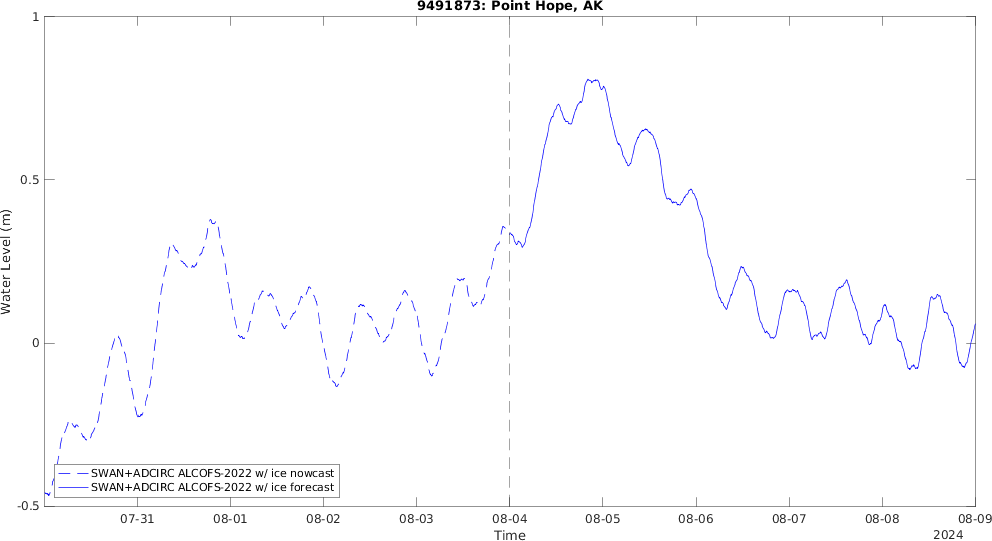 9491873: Point Hope, AK
1
0.5
0
-0.5
Water Level (m)
SWAN+ADCIRC ALCOFS-2022 w/ ice nowcast
SWAN+ADCIRC ALCOFS-2022 w/ ice forecast
07-31 08-01 08-02 08-03 08-04 08-05 08-06 08-07 08-08 08-09
Time
2024